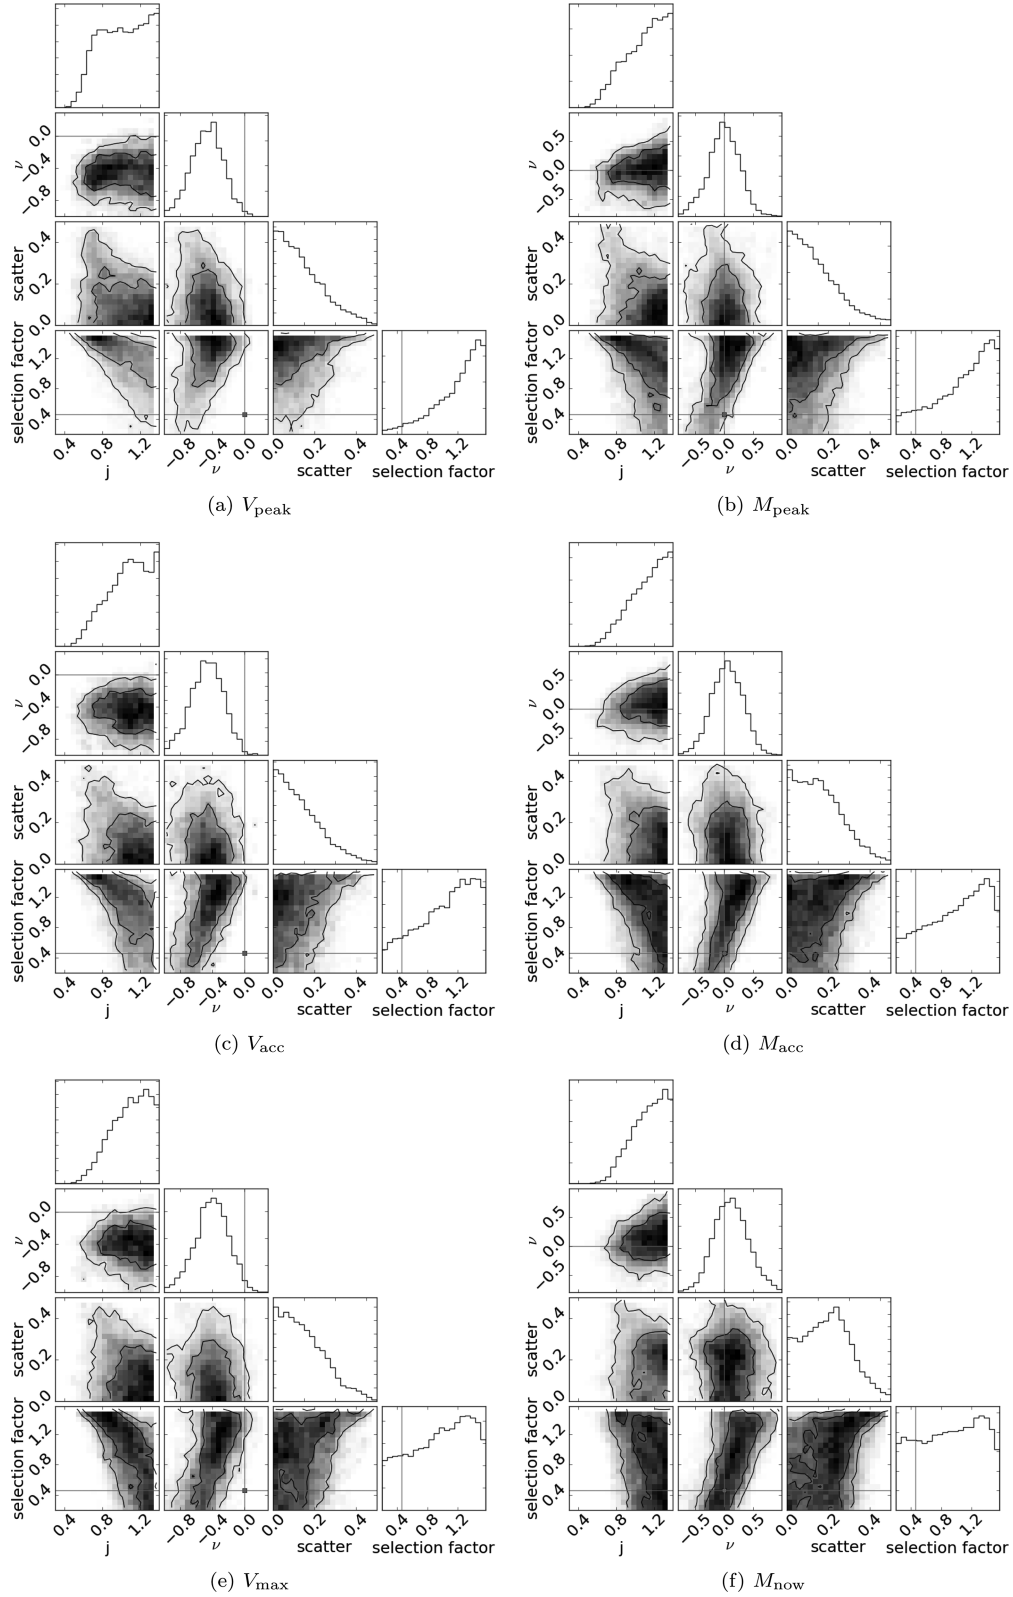 0.0
−0.4
−0.8
ν
0.4
0.2
0.0
scatter
1.2
0.8
0.4
selection factor
0.4 0.8 1.2
j
−0.8 −0.4 0.0
ν
0.0 0.2 0.4
scatter
0.4 0.8 1.2
selection factor
(a) Vpeak
0.5
0.0
−0.5
ν
0.4
0.2
0.0
scatter
1.2
0.8
0.4
selection factor
0.4 0.8 1.2
j
−0.5 0.0 0.5
ν
0.0 0.2 0.4
scatter
0.4 0.8 1.2
selection factor
(b) Mpeak
0.0
−0.4
−0.8
ν
0.4
0.2
0.0
scatter
1.2
0.8
0.4
selection factor
0.4 0.8 1.2
j
−0.8 −0.4 0.0
ν
0.0 0.2 0.4
scatter
0.4 0.8 1.2
selection factor
(c) Vacc
0.5
0.0
−0.5
ν
0.4
0.2
0.0
scatter
1.2
0.8
0.4
selection factor
0.4 0.8 1.2
j
−0.5 0.0 0.5
ν
0.0 0.2 0.4
scatter
0.4 0.8 1.2
selection factor
(d) Macc
0.0
−0.4
−0.8
ν
0.4
0.2
0.0
scatter
1.2
0.8
0.4
selection factor
0.4 0.8 1.2
j
−0.8 −0.4 0.0
ν
0.0 0.2 0.4
scatter
0.4 0.8 1.2
selection factor
(e) Vmax
0.5
0.0
−0.5
ν
0.4
0.2
0.0
scatter
1.2
0.8
0.4
selection factor
0.4 0.8 1.2
j
−0.5 0.0 0.5
ν
0.0 0.2 0.4
scatter
0.4 0.8 1.2
selection factor
(f) Mnow